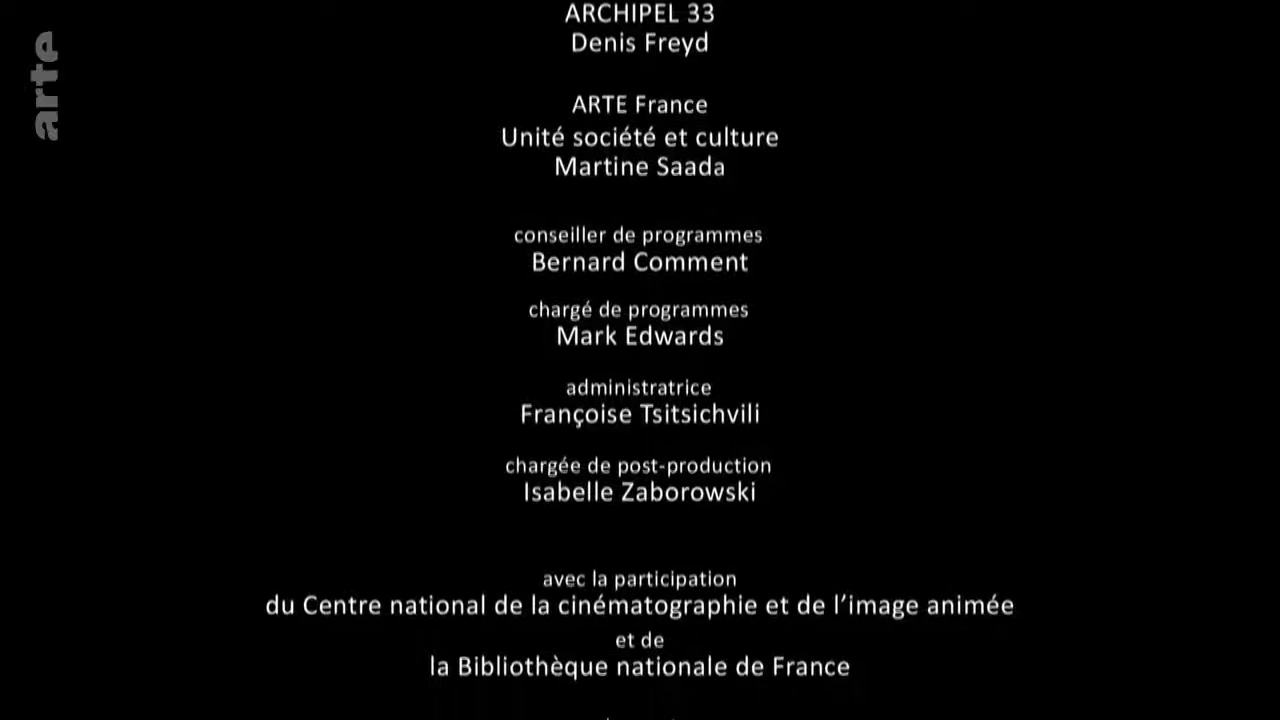 arte
ARCHIPEL 33
Denis Freyd
ARTE France
Unité société et culture
Martine Saada
conseiller de programmes
Bernard Comment
chargé de programmes
Mark Edwards
administratrice
Françoise Tsitsichvili
chargée de post-production
Isabelle Zaborowski
avec la participation
du Centre national de la cinématographie et de l’image animée
et de
la Bibliothèque nationale de France